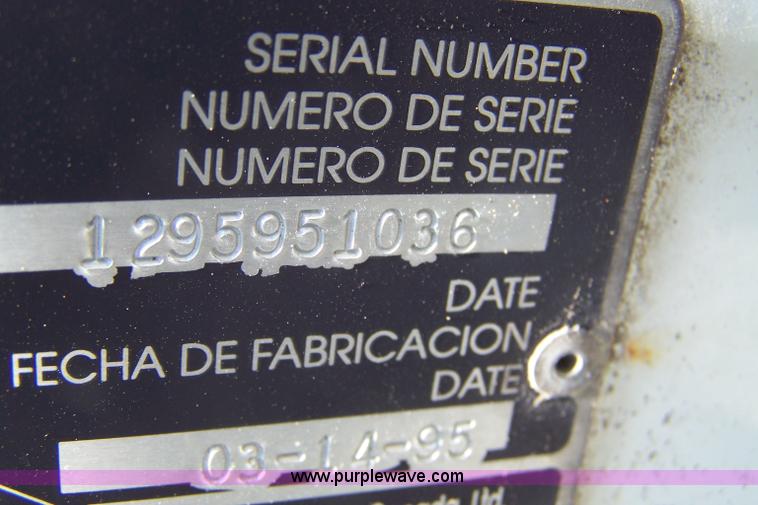 SERIAL NUMBER
NUMERO DE SERIE
NUMERO DE SERIE
1295951036
DATE
FECHA DE FABRICACION
DATE
03-14-95
www.purplewave.com
Ltd.